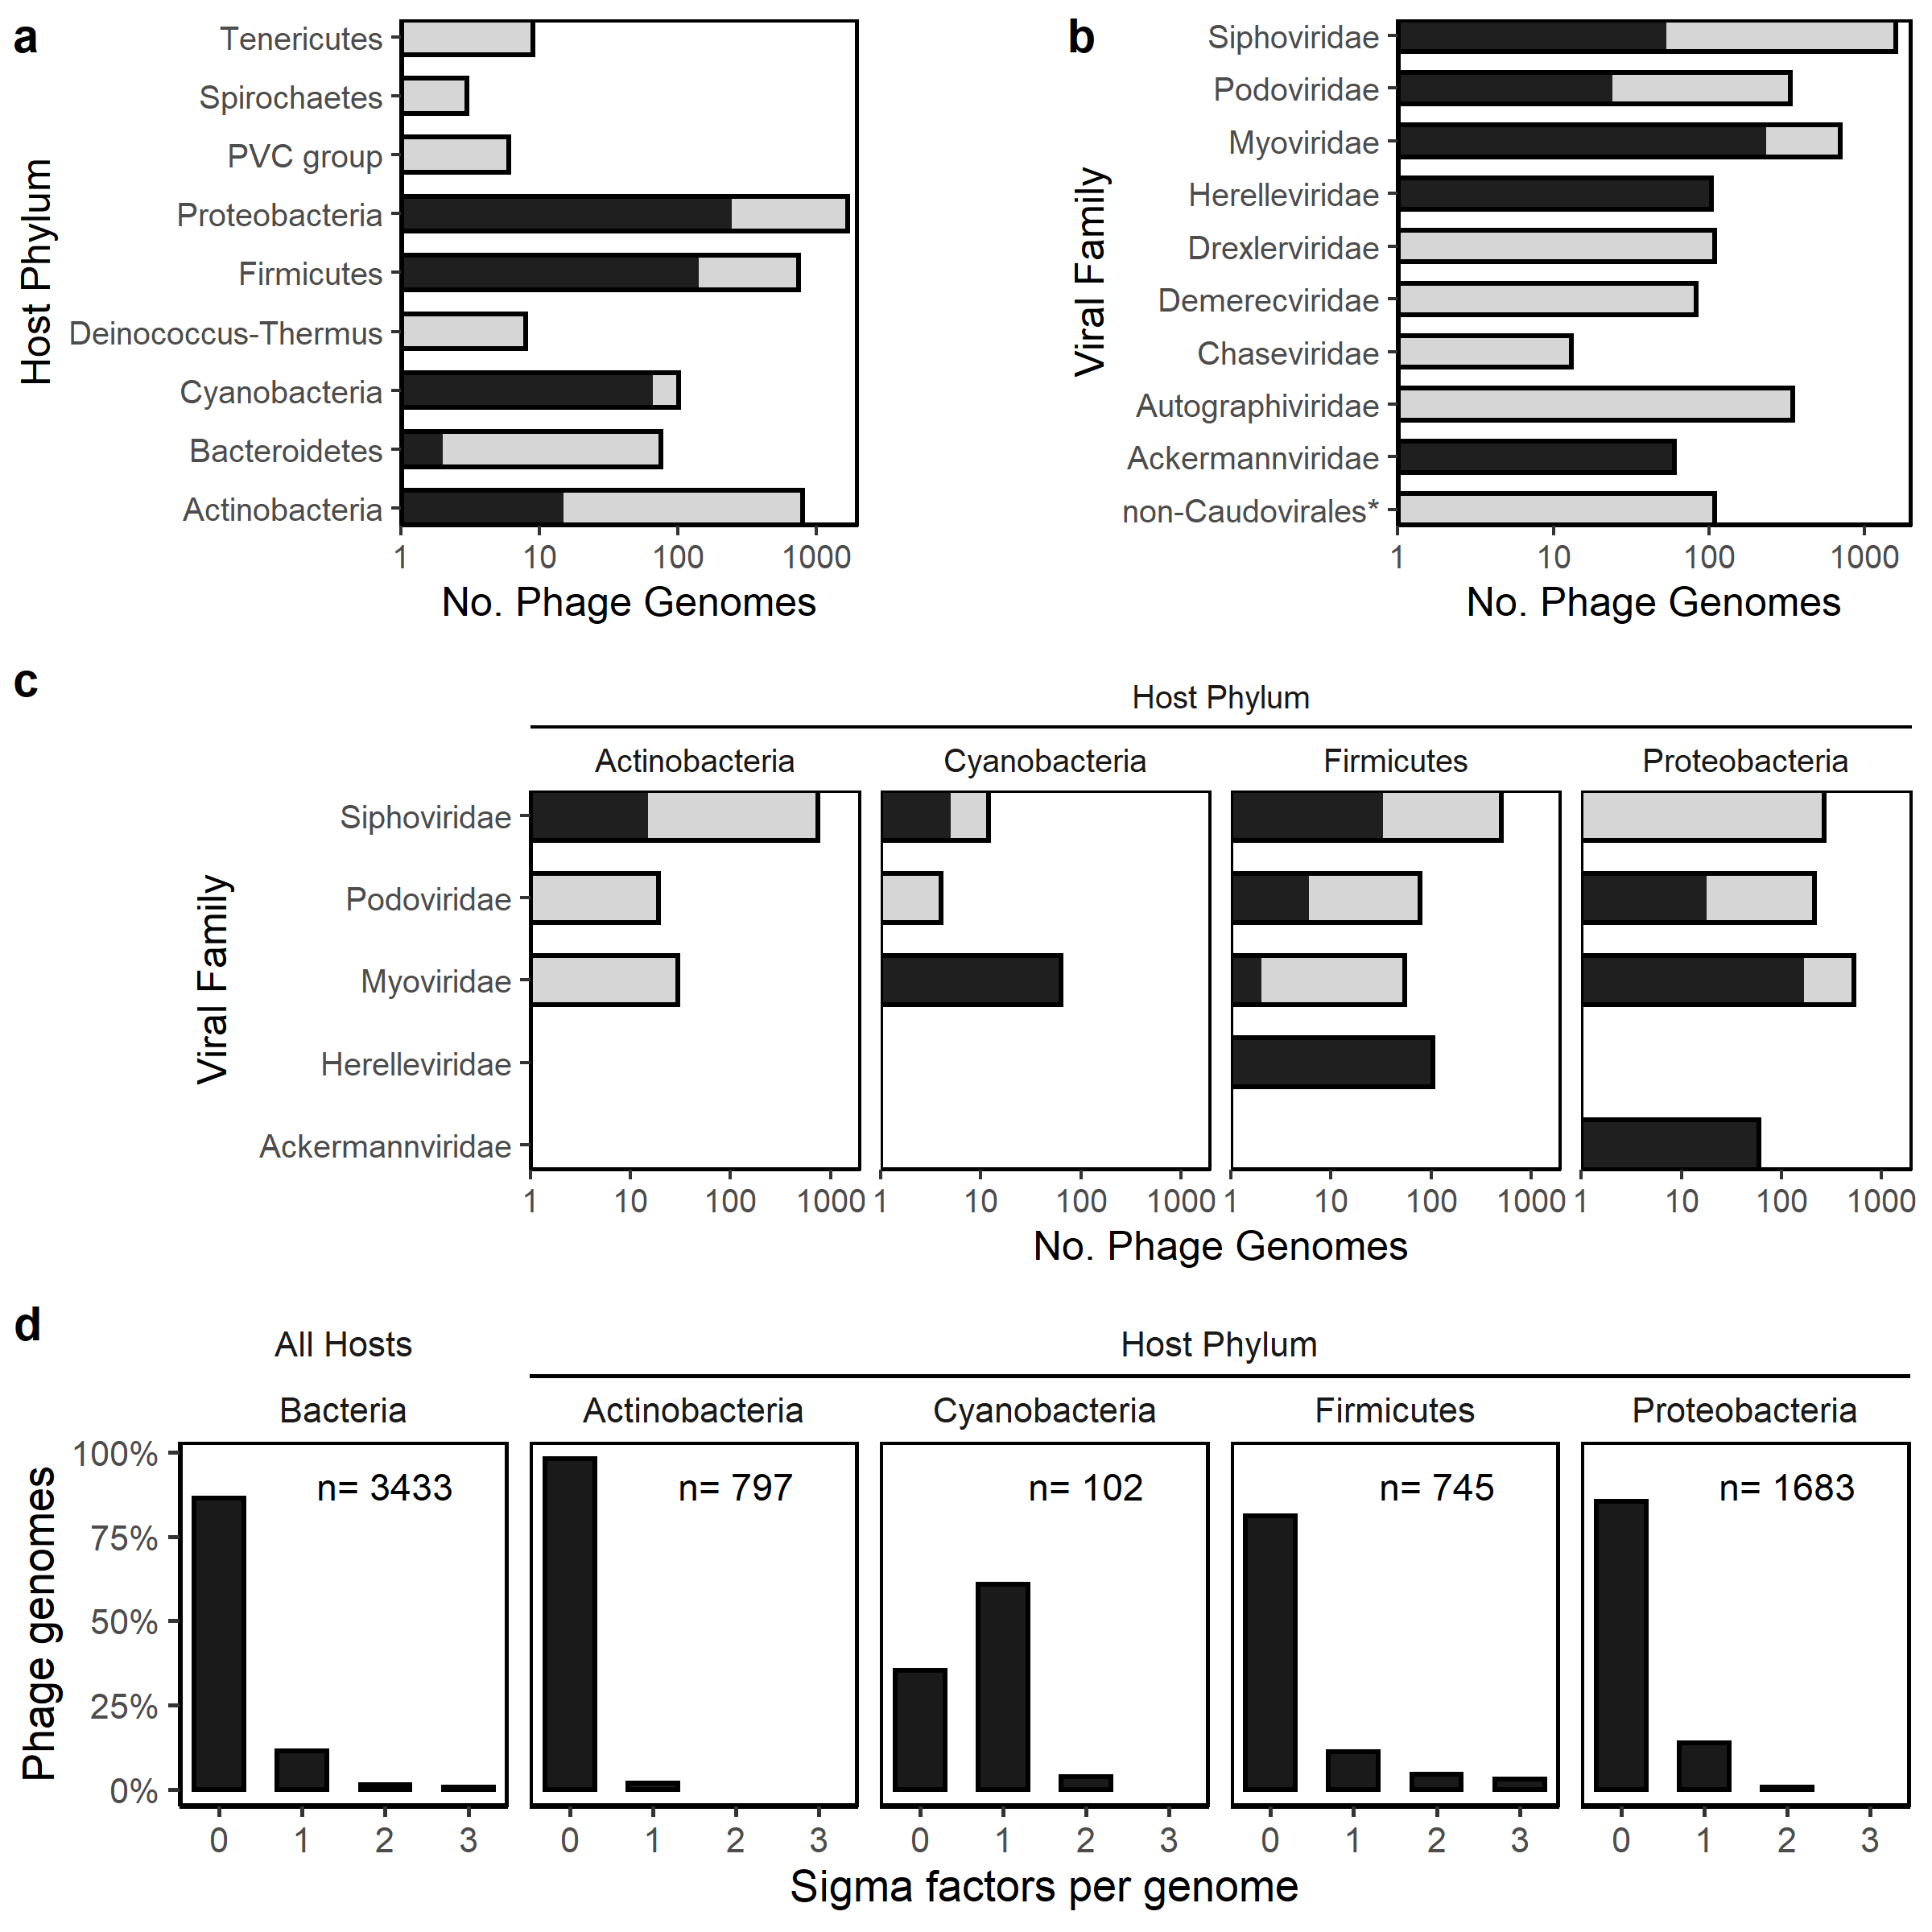 a
Host Phylum
Tenericutes
Spirochaetes
PVC group
Proteobacteria
Firmicutes
Deinococcus-Thermus
Cyanobacteria
Bacteroidetes
Actinobacteria
1 10 100 1000
No. Phage Genomes
b
Viral Family
Siphoviridae
Podoviridae
Myoviridae
Herelleviridae
Drexlerviridae
Demerecviridae
Chaseviridae
Autographiviridae
Ackermannviridae
non-Caudovirales*
1 10 100 1000
No. Phage Genomes
c
Host Phylum
Actinobacteria Cyanobacteria Firmicutes Proteobacteria
Viral Family
Siphoviridae
Podoviridae
Myoviridae
Herelleviridae
Ackermannviridae
1 10 100 1000 1 10 100 1000 1 10 100 1000 1 10 100 1000
No. Phage Genomes
d
All Hosts Host Phylum
Bacteria Actinobacteria Cyanobacteria Firmicutes Proteobacteria
Phage genomes
100%
75%
50%
25%
0%
n= 3433 n= 797 n= 102 n= 745 n= 1683
0 1 2 3 0 1 2 3 0 1 2 3 0 1 2 3 0 1 2 3
Sigma factors per genome